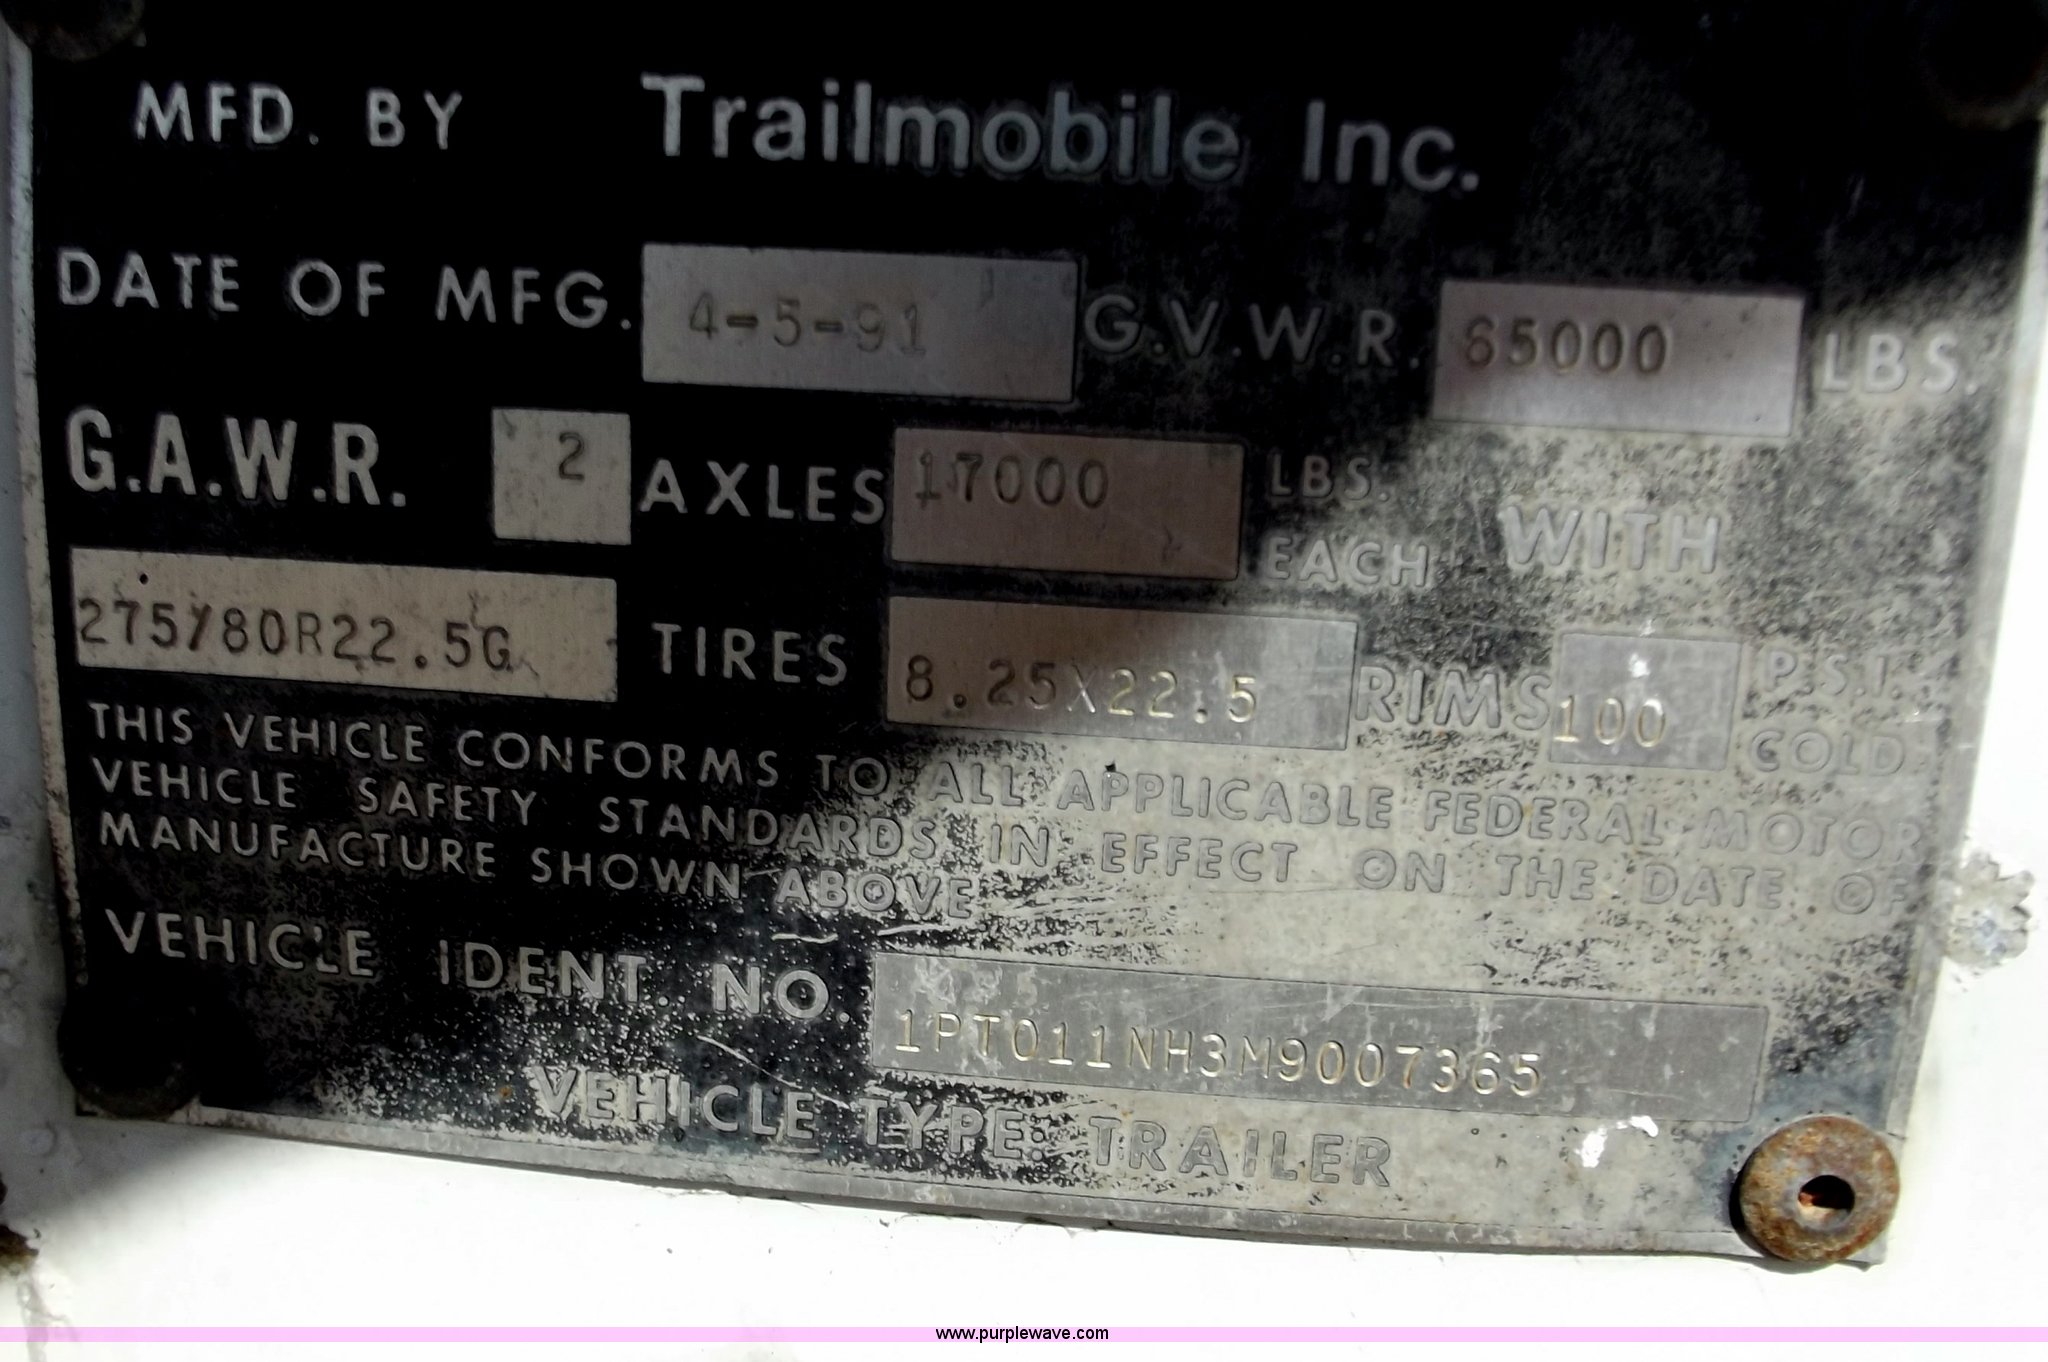 MFD. BY Trailmobile Inc.
DATE OF MFG. 4-5-91 G.V.W.R. 65000 LBS.
G.A.W.R. 2 AXLES 17000 LBS. EACH WITH
275/80R22.5G TIRES 8.25X22.5 RIMS 100 P.S.I. COLD
THIS VEHICLE CONFORMS TO ALL APPLICABLE FEDERAL MOTOR
VEHICLE SAFETY STANDARDS IN EFFECT ON THE DATE OF
MANUFACTURE SHOWN ABOVE
VEHICLE IDENT. NO. 1PT011NH3M9007365
VEHICLE TYPE: TRAILER
www.purplewave.com